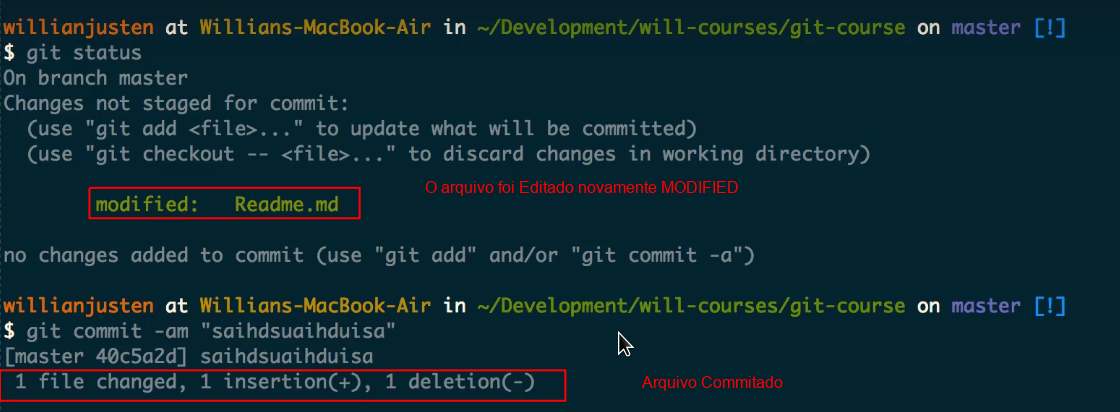 willianjusten at Willians-MacBook-Air in ~/Development/will-courses/git-course on master [!]
$ git status
On branch master
Changes not staged for commit:
  (use "git add <file>..." to update what will be committed)
  (use "git checkout -- <file>..." to discard changes in working directory)
O arquivo foi Editado novamente MODIFIED
modified:   Readme.md
no changes added to commit (use "git add" and/or "git commit -a")
willianjusten at Willians-MacBook-Air in ~/Development/will-courses/git-course on master [!]
$ git commit -am "saihdsuaihduisa"
[master 40c5a2d] saihdsuaihduisa
1 file changed, 1 insertion(+), 1 deletion(-)
Arquivo Commitado